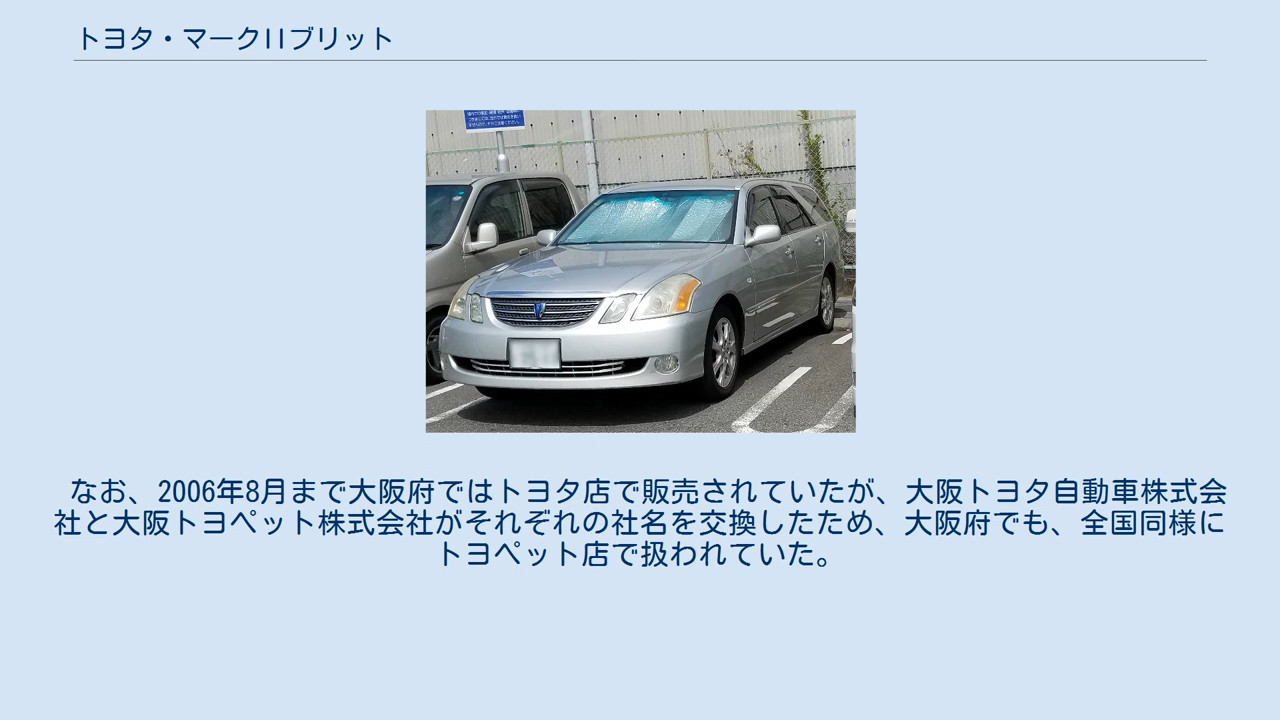 トヨタ・マークIIブリット
なお、2006年8月まで大阪府ではトヨタ店で販売されていたが、大阪トヨタ自動車株式会
社と大阪トヨペット株式会社がそれぞれの社名を交換したため、大阪府でも、全国同様に
トヨペット店で扱われていた。